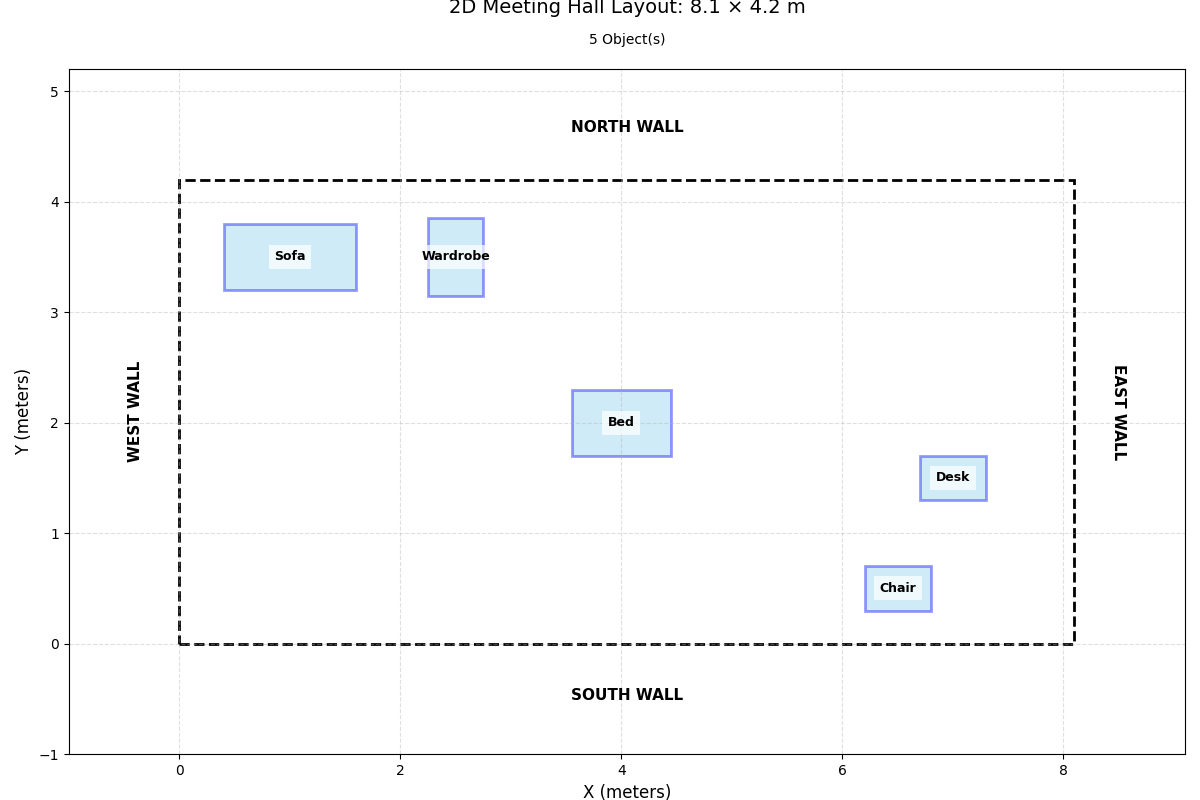 2D Meeting Hall Layout: 8.1 × 4.2 m
5 Object(s)
5
4
3
2
1
0
−1
NORTH WALL
Sofa
Wardrobe
WEST WALL
EAST WALL
Bed
Desk
Chair
SOUTH WALL
0
2
4
6
8
X (meters)
Y (meters)